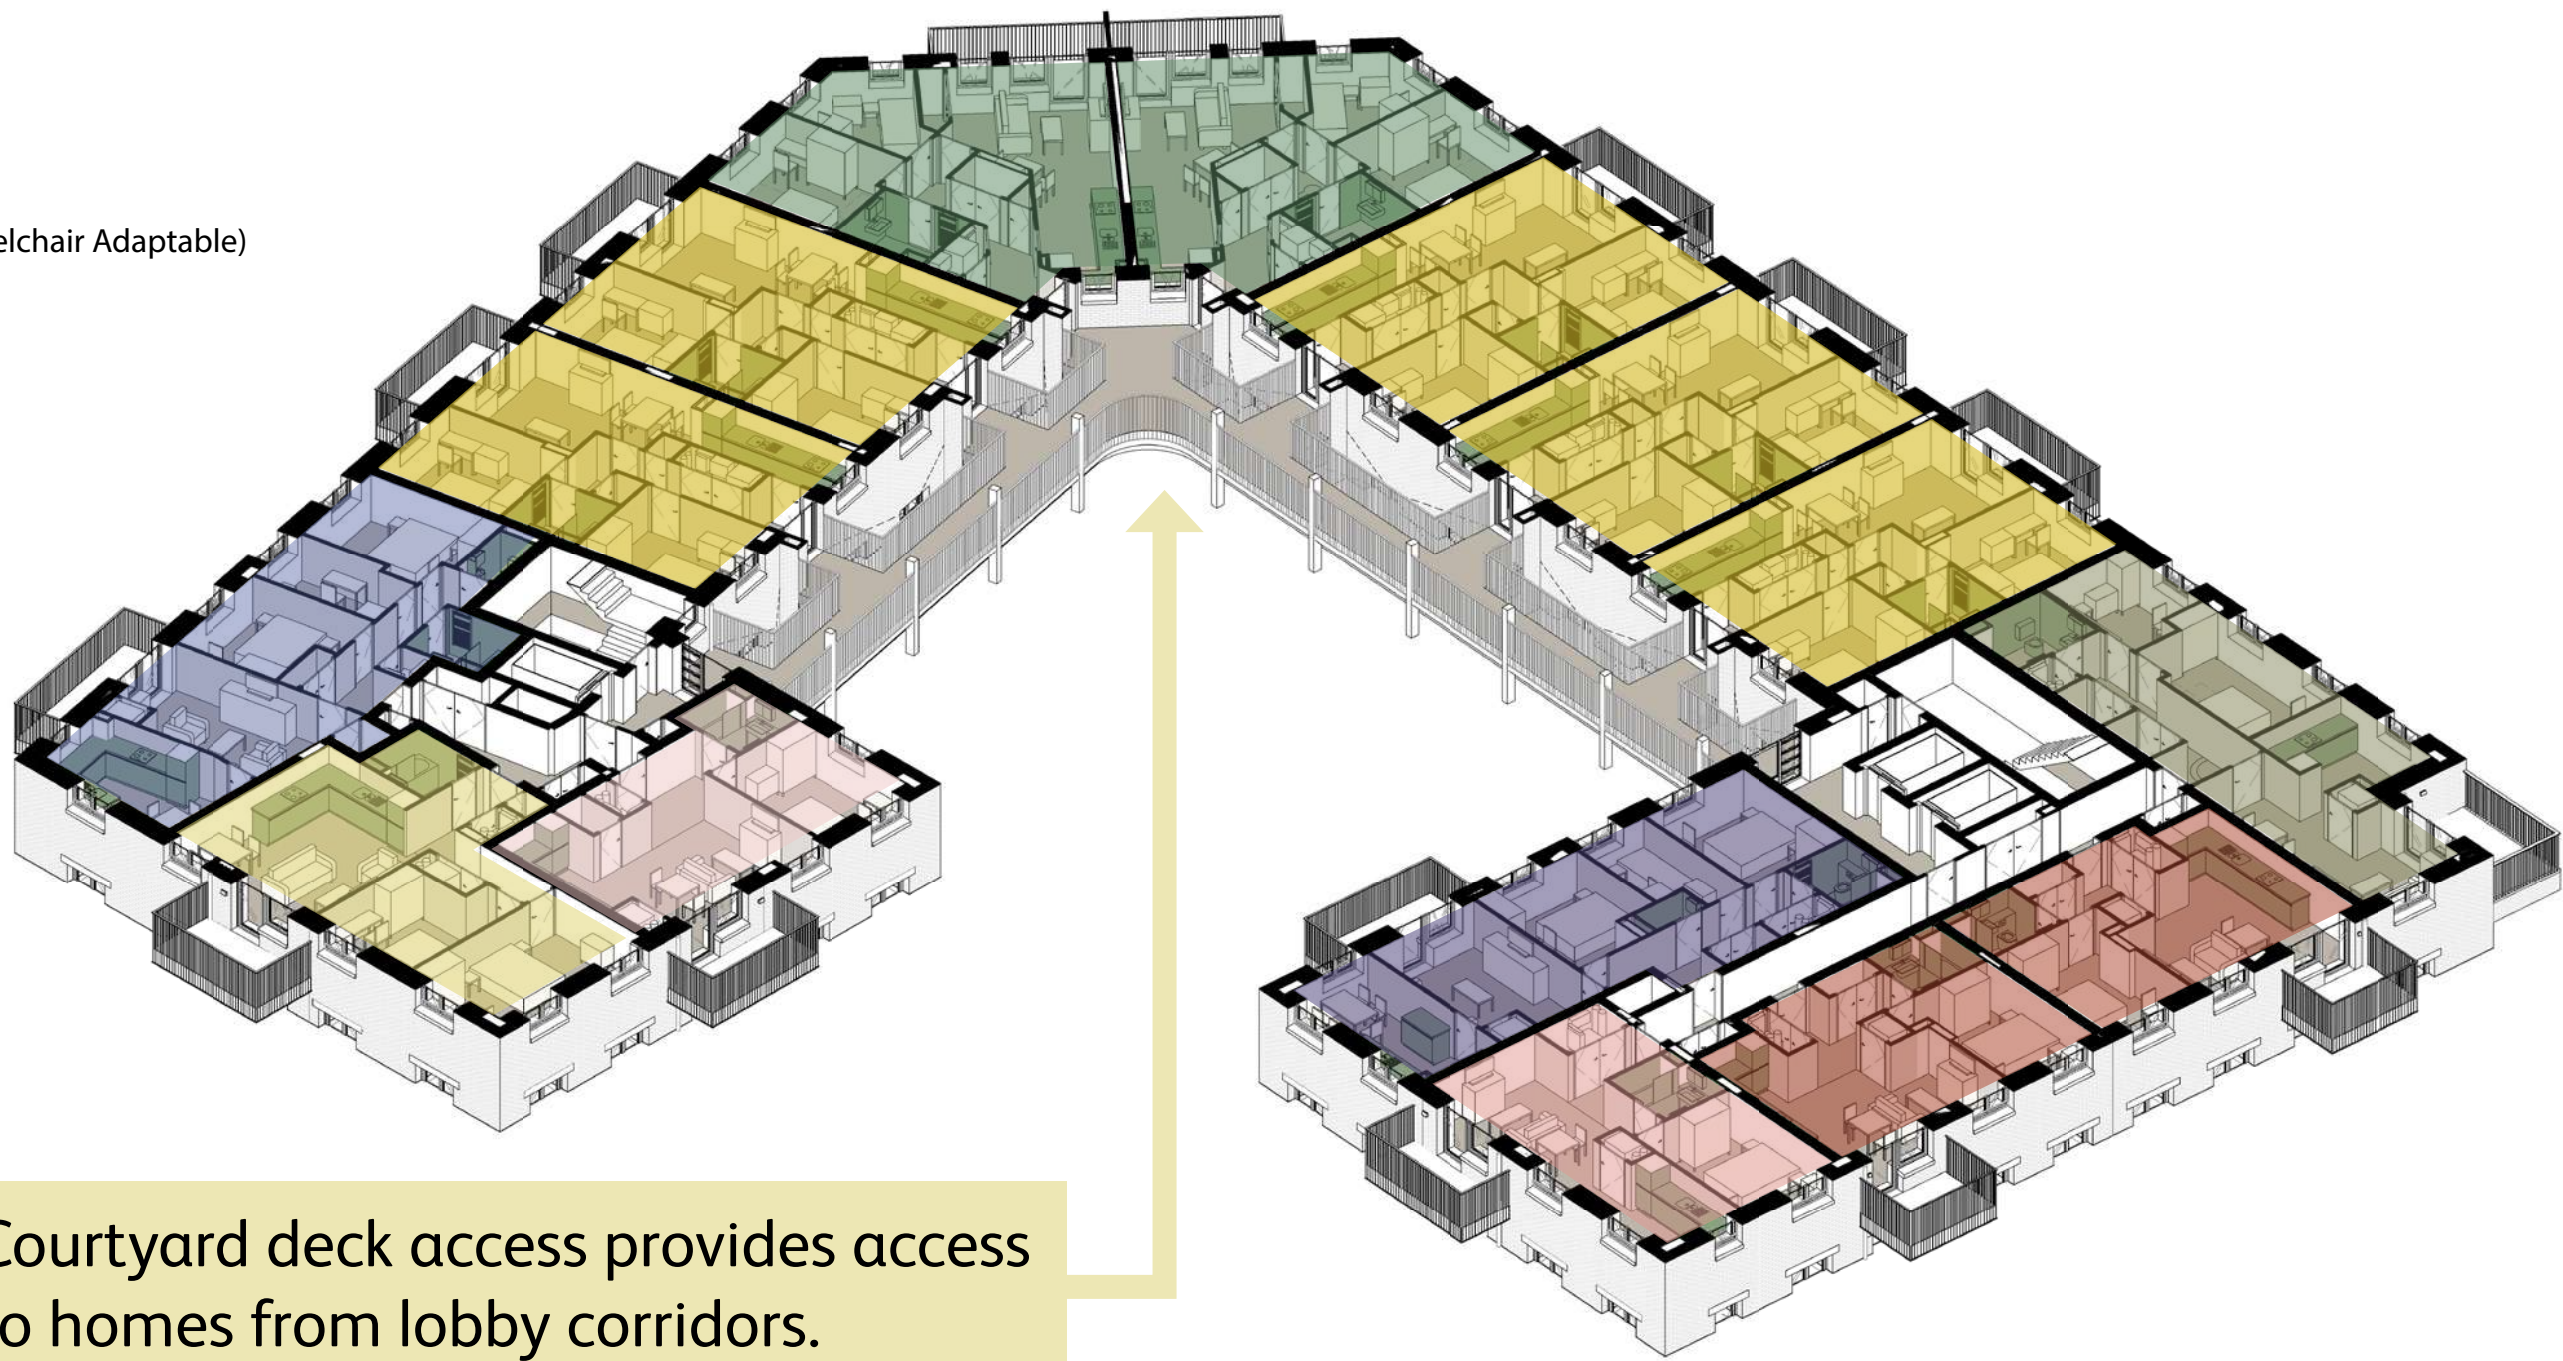 elchair Adaptable)
Courtyard deck access provides access
o homes from lobby corridors.